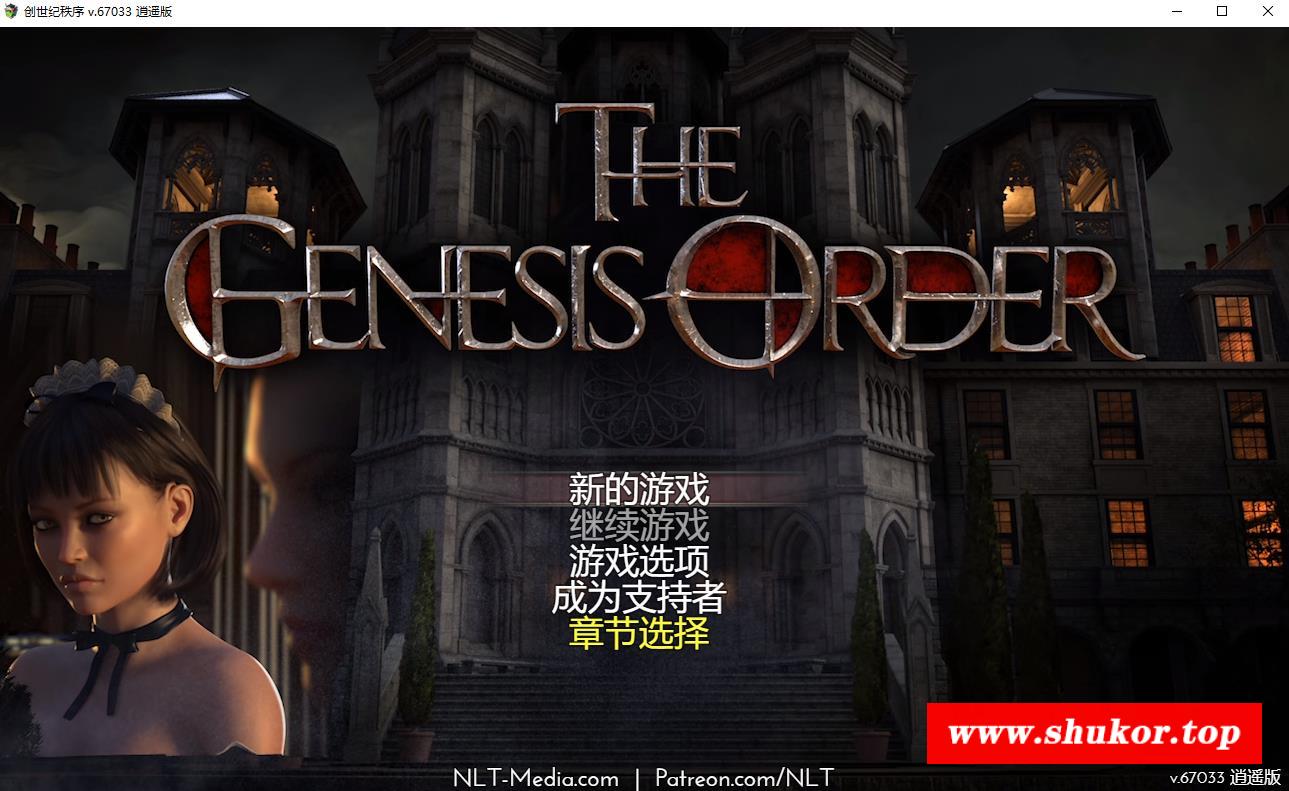 创世纪秩序 v.67033 逍遥版
THE
GENESIS ORDER
新的游戏
继续游戏
游戏选项
成为支持者
章节选择
www.shukor.top
NLT-Media.com | Patreon.com/NLT
v.67033 逍遥版